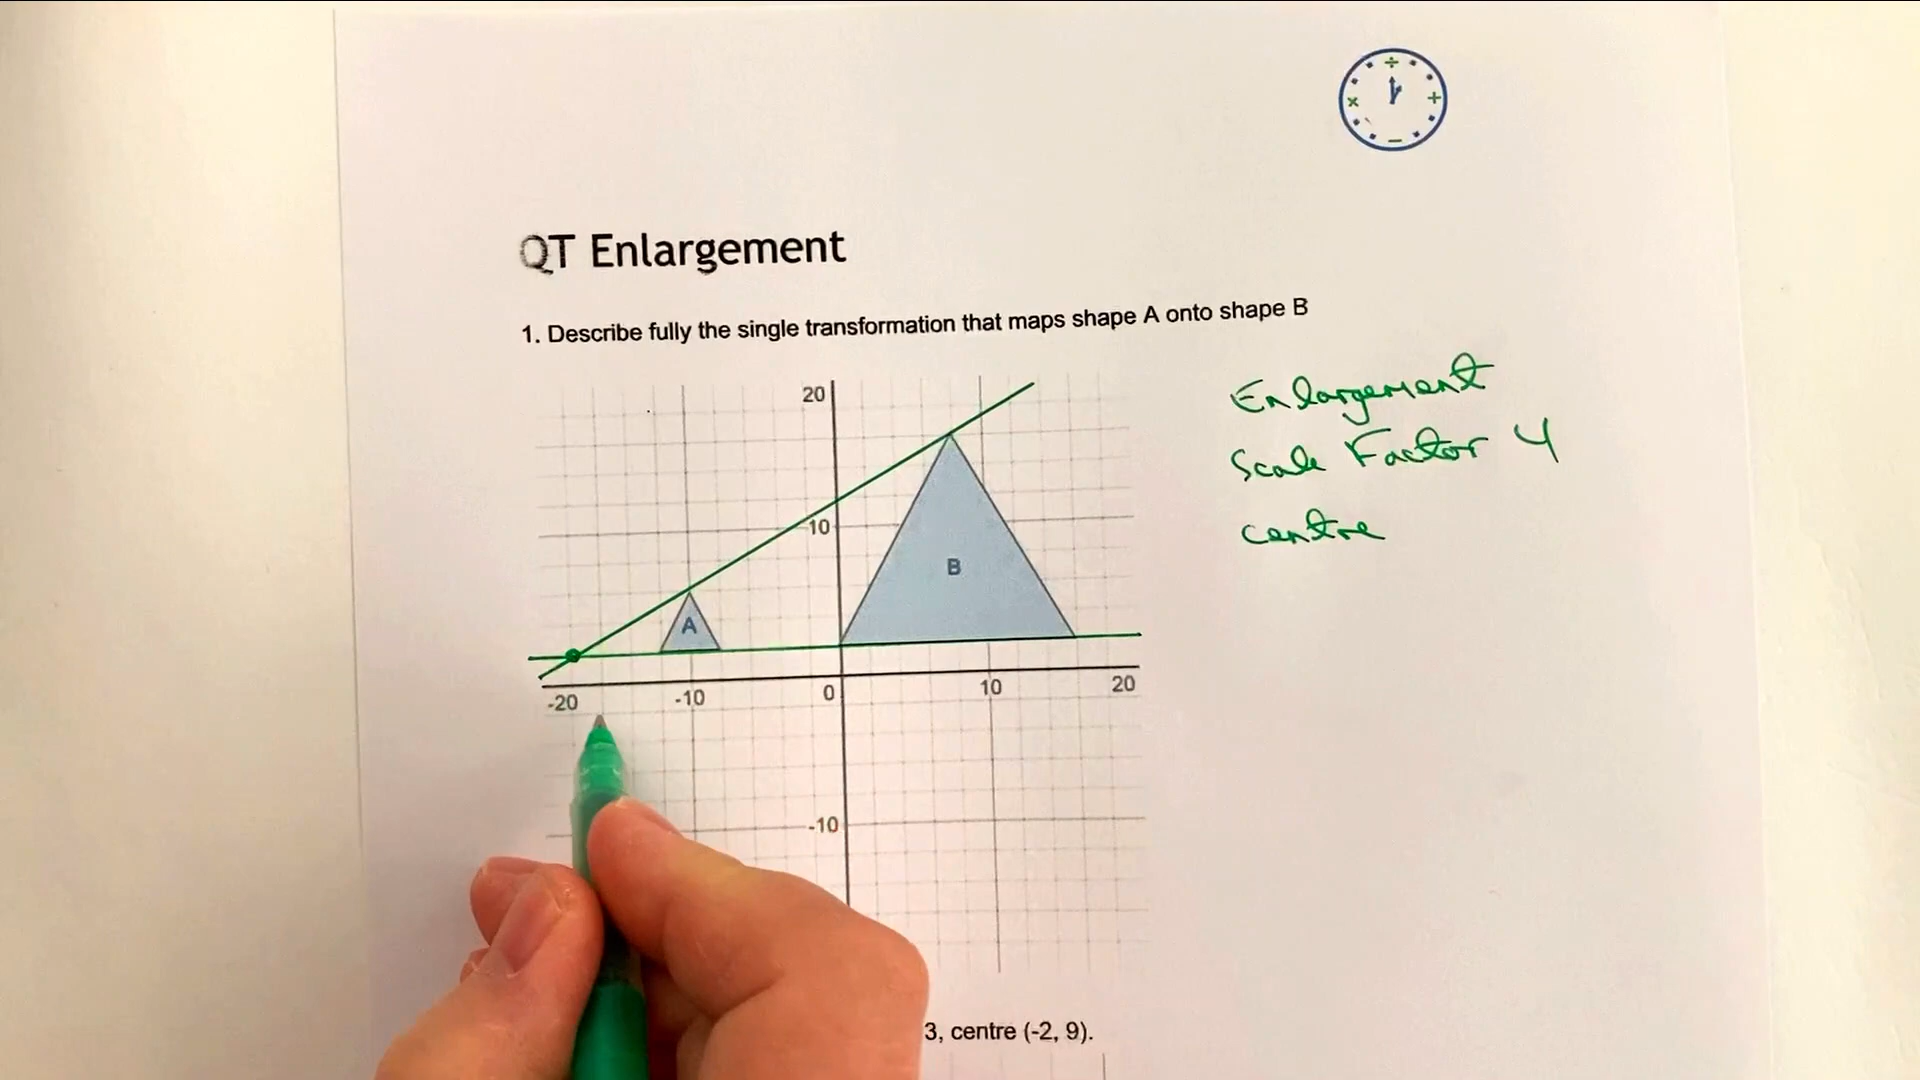 QT Enlargement
1. Describe fully the single transformation that maps shape A onto shape B
Enlargement
Scale Factor 4
centre
20
10
B
A
-20
-10
0
10
20
-10
3, centre (-2, 9).
÷
×
+
−